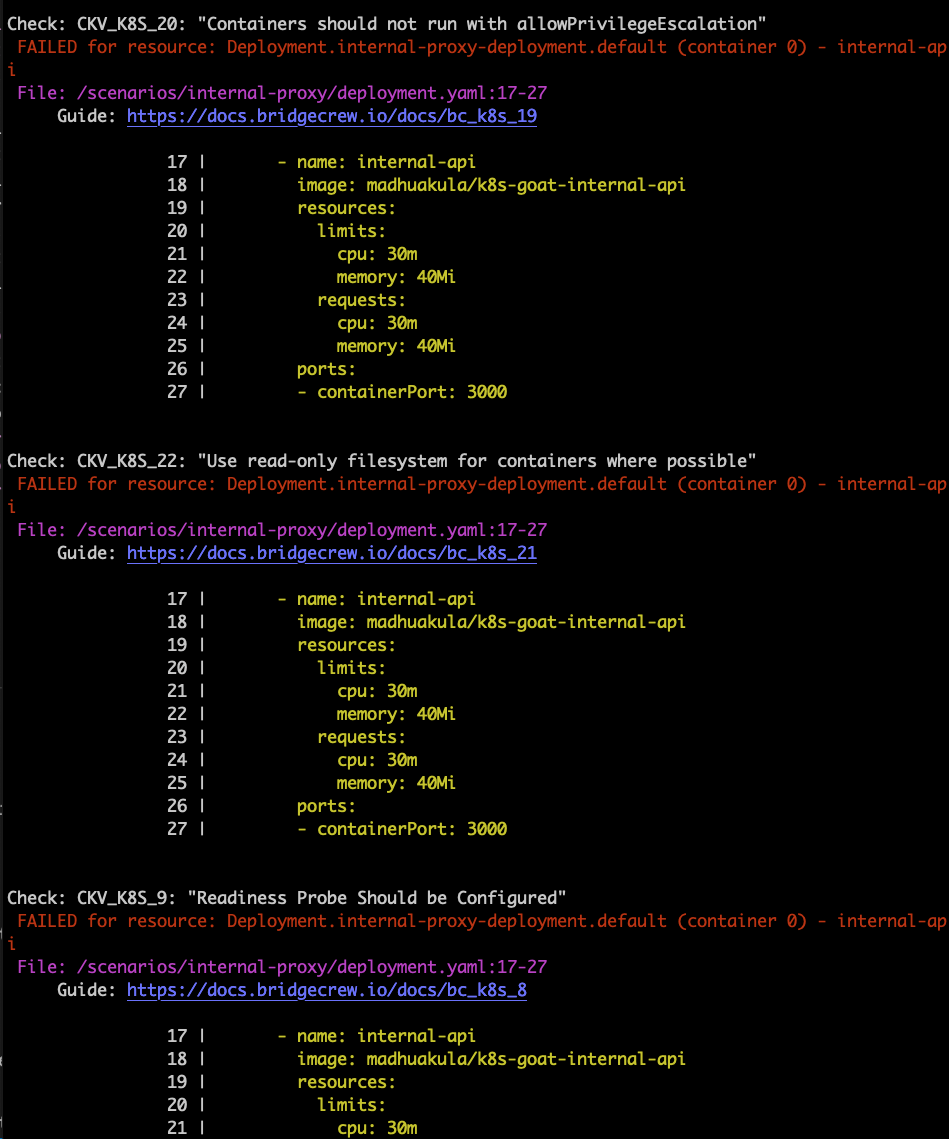 Check: CKV_K8S_20: "Containers should not run with allowPrivilegeEscalation"
FAILED for resource: Deployment.internal-proxy-deployment.default (container 0) - internal-ap
i
File: /scenarios/internal-proxy/deployment.yaml:17-27
Guide: https://docs.bridgecrew.io/docs/bc_k8s_19
17 | - name: internal-api
18 | image: madhuakula/k8s-goat-internal-api
19 | resources:
20 | limits:
21 | cpu: 30m
22 | memory: 40Mi
23 | requests:
24 | cpu: 30m
25 | memory: 40Mi
26 | ports:
27 | - containerPort: 3000
Check: CKV_K8S_22: "Use read-only filesystem for containers where possible"
FAILED for resource: Deployment.internal-proxy-deployment.default (container 0) - internal-ap
i
File: /scenarios/internal-proxy/deployment.yaml:17-27
Guide: https://docs.bridgecrew.io/docs/bc_k8s_21
17 | - name: internal-api
18 | image: madhuakula/k8s-goat-internal-api
19 | resources:
20 | limits:
21 | cpu: 30m
22 | memory: 40Mi
23 | requests:
24 | cpu: 30m
25 | memory: 40Mi
26 | ports:
27 | - containerPort: 3000
Check: CKV_K8S_9: "Readiness Probe Should be Configured"
FAILED for resource: Deployment.internal-proxy-deployment.default (container 0) - internal-ap
i
File: /scenarios/internal-proxy/deployment.yaml:17-27
Guide: https://docs.bridgecrew.io/docs/bc_k8s_8
17 | - name: internal-api
18 | image: madhuakula/k8s-goat-internal-api
19 | resources:
20 | limits:
21 | cpu: 30m